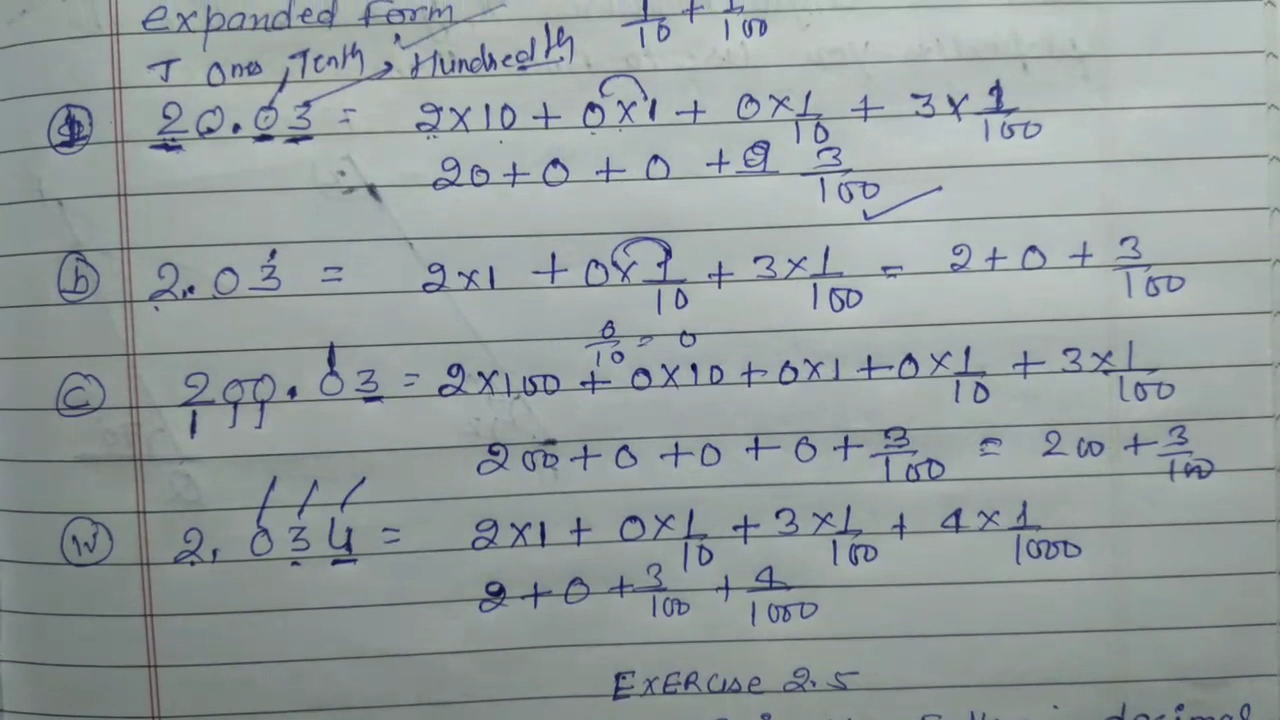 expanded form 1/10 + 1/100
T Ones, Tenth, Hundredth
20.03 = 2×10 + 0×1 + 0×1/10 + 3×1/100
20 + 0 + 0 + 3/100
(b) 2.03 = 2×1 + 0×1/10 + 3×1/100 = 2 + 0 + 3/100
0/10 = 0
(c) 200.03 = 2×100 + 0×10 + 0×1 + 0×1/10 + 3×1/100
200 + 0 + 0 + 0 + 3/100 = 200 + 3/100
(iv) 2.034 = 2×1 + 0×1/10 + 3×1/100 + 4×1/1000
2 + 0 + 3/100 + 4/1000
EXERCISE 2.5
decimal